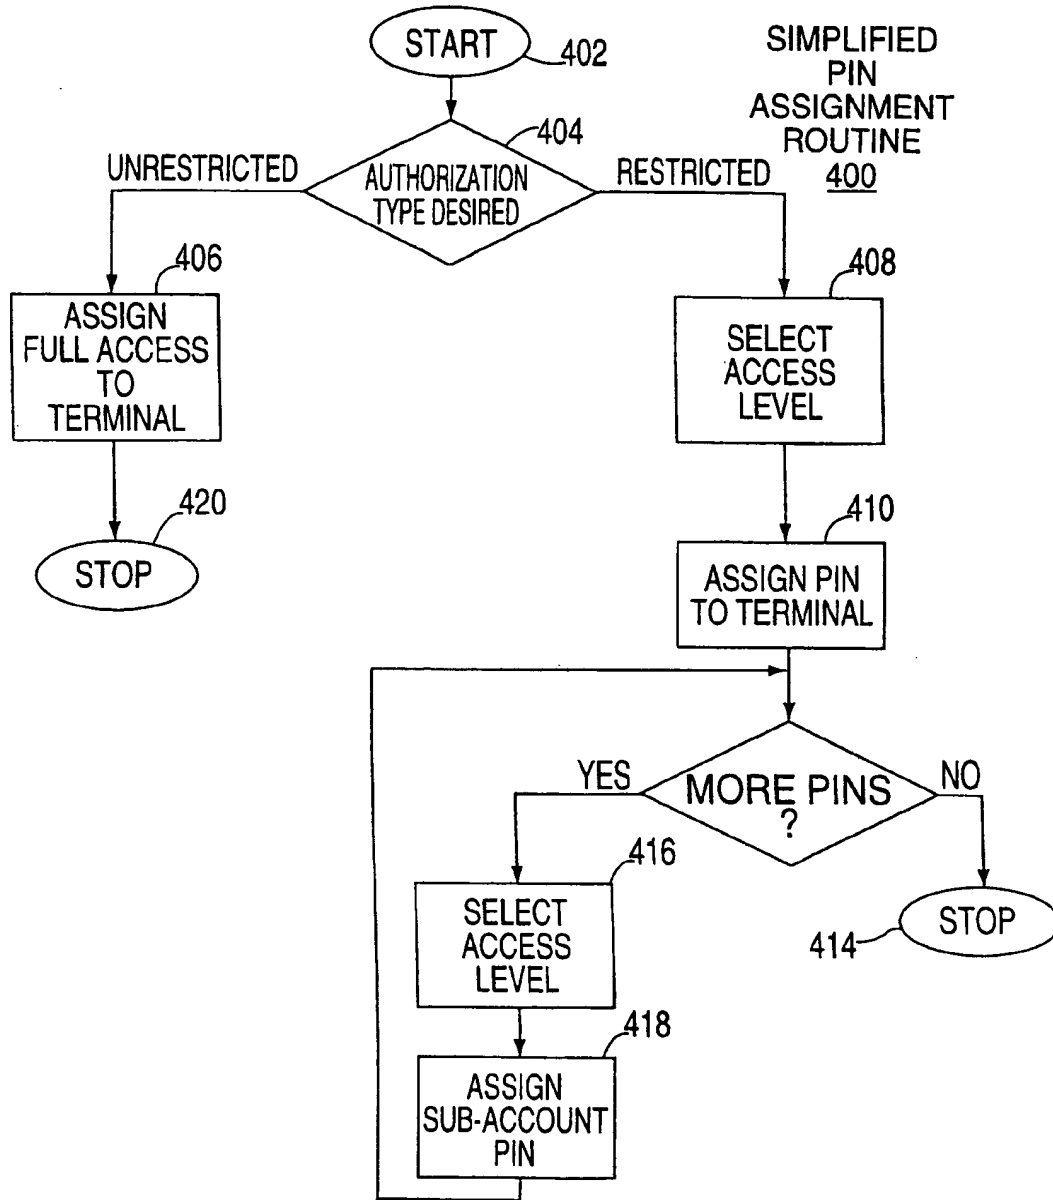 START
402
SIMPLIFIED
PIN
ASSIGNMENT
ROUTINE
400
404
UNRESTRICTED
AUTHORIZATION
TYPE DESIRED
RESTRICTED
406
ASSIGN
FULL ACCESS
TO
TERMINAL
408
SELECT
ACCESS
LEVEL
420
STOP
410
ASSIGN PIN
TO TERMINAL
YES
MORE PINS
?
NO
416
SELECT
ACCESS
LEVEL
STOP
414
418
ASSIGN
SUB-ACCOUNT
PIN